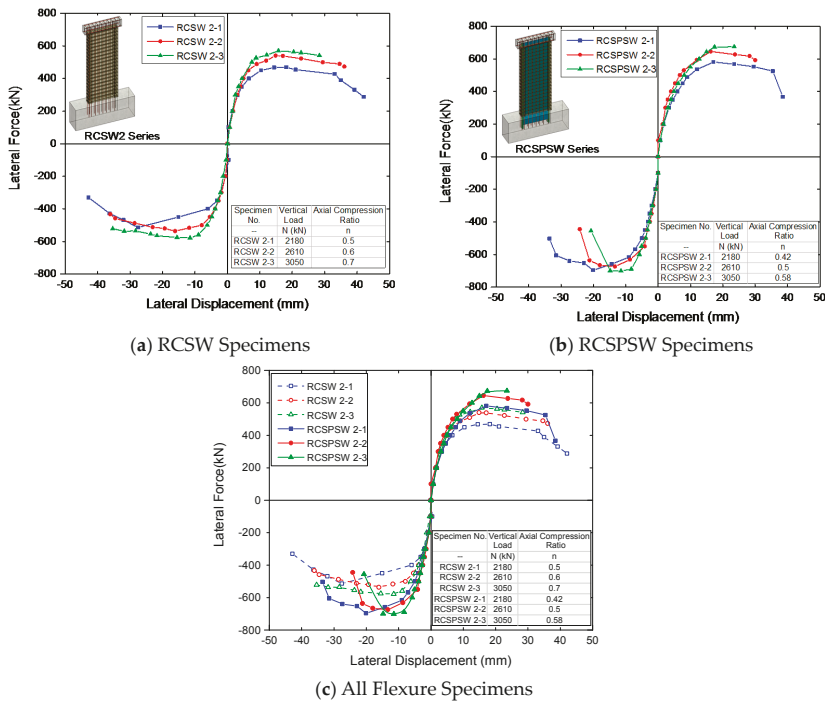 RCSW 2-1
RCSW 2-2
RCSW 2-3
RCSW2 Series
800
600
400
200
0
-200
-400
-600
800
Lateral Force(kN)
Specimen No. Vertical Load Axial Compression Ratio
-- N (kN) n
RCSW 2-1 2180 0.5
RCSW 2-2 2610 0.6
RCSW 2-3 3050 0.7
-50 -40 -30 -20 -10 0 10 20 30 40 50
Lateral Displacement (mm)
(a) RCSW Specimens
RCSPSW 2-1
RCSPSW 2-2
RCSPSW 2-3
RCSPSW Series
800
600
400
200
0
200
400
600
800
Lateral Force(kN)
Specimen No. Vertical Load Axial Compression Ratio
-- N (kN) n
RCSPSW 2-1 2180 0.42
RCSPSW 2-2 2610 0.5
RCSPSW 2-3 3050 0.58
-50 -40 -30 -20 -10 0 10 20 30 40 50
Lateral Displacement (mm)
(b) RCSPSW Specimens
RCSW 2-1
RCSW 2-2
RCSW 2-3
RCSPSW 2-1
RCSPSW 2-2
RCSPSW 2-3
800
600
400
200
0
-200
-400
-600
-800
Lateral Force(kN)
Specimen No. Vertical Load Axial Compression Ratio
-- N (kN) n
RCSW 2-1 2180 0.5
RCSW 2-2 2610 0.6
RCSW 2-3 3050 0.7
RCSPSW 2-1 2180 0.42
RCSPSW 2-2 2610 0.5
RCSPSW 2-3 3050 0.58
-50 -40 -30 -20 -10 0 10 20 30 40 50
Lateral Displacement (mm)
(c) All Flexure Specimens